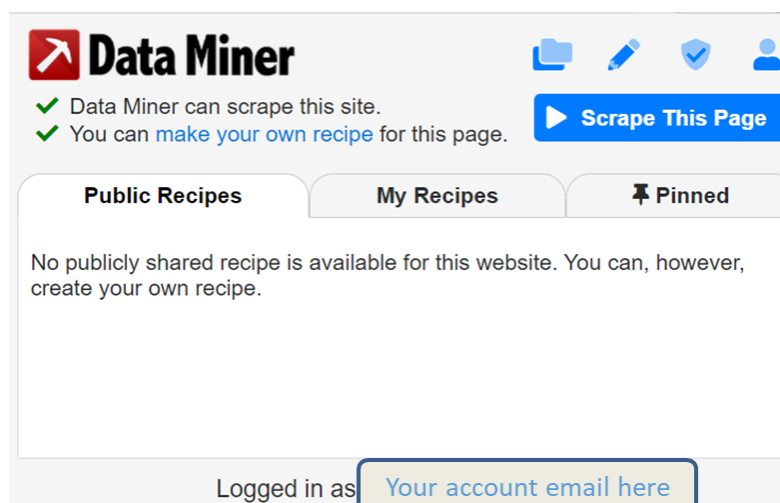 Data Miner
Data Miner can scrape this site.
You can make your own recipe for this page.
Scrape This Page
Public Recipes
My Recipes
Pinned
No publicly shared recipe is available for this website. You can, however,
create your own recipe.
Logged in as
Your account email here